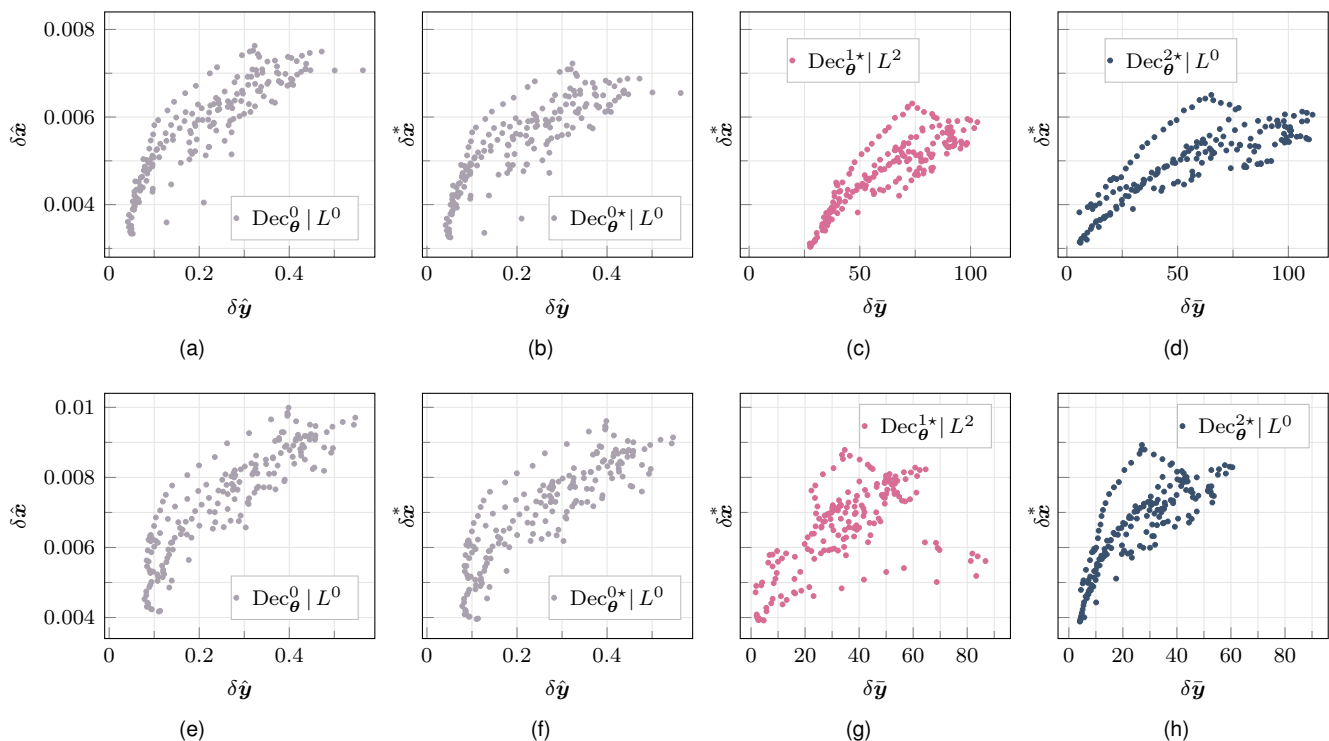 0.008
0.006
0.004
δx̂
0 0.2 0.4
δŷ
(a)
Dec⁰_θ | L⁰
δx*
0 0.2 0.4
δŷ
(b)
Dec⁰⋆_θ | L⁰
δx*
0 50 100
δȳ
(c)
Dec¹⋆_θ | L²
δx*
0 50 100
δȳ
(d)
Dec²⋆_θ | L⁰
0.01
0.008
0.006
0.004
δx̂
0 0.2 0.4
δŷ
(e)
Dec⁰_θ | L⁰
δx*
0 0.2 0.4
δŷ
(f)
Dec⁰⋆_θ | L⁰
δx*
0 20 40 60 80
δȳ
(g)
Dec¹⋆_θ | L²
δx*
0 20 40 60 80
δȳ
(h)
Dec²⋆_θ | L⁰